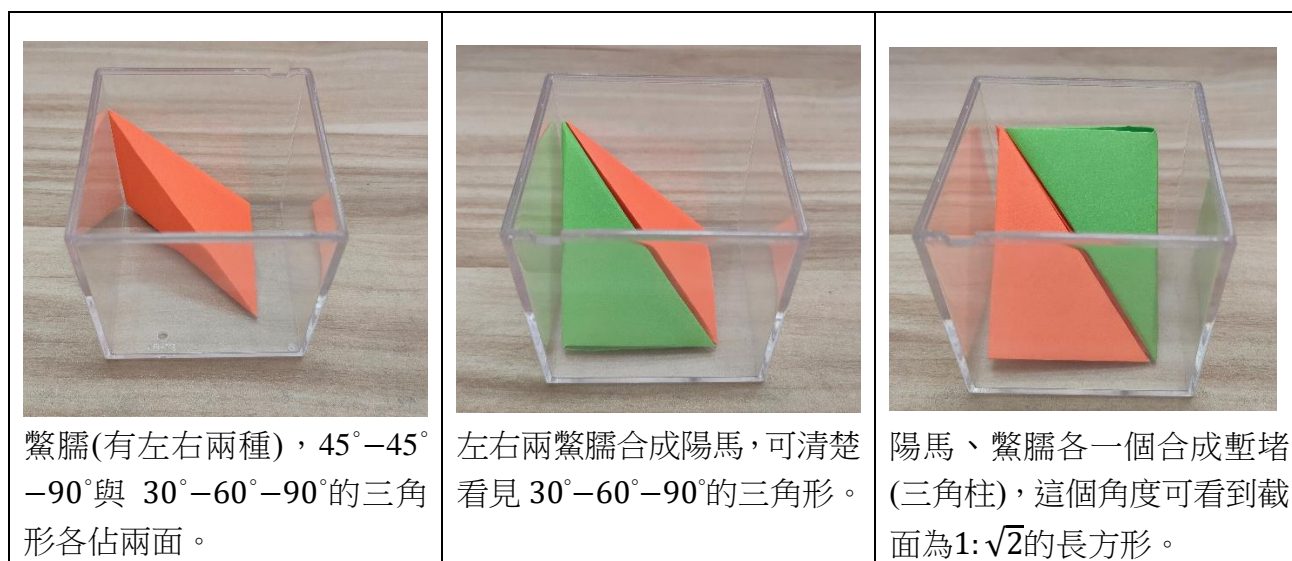 鱉臑(有左右兩種)，45°−45°
−90°與 30°−60°−90°的三角
形各佔兩面。
左右兩鱉臑合成陽馬，可清楚
看見 30°−60°−90°的三角形。
陽馬、鱉臑各一個合成塹堵
(三角柱)，這個角度可看到截
面為1:√2的長方形。